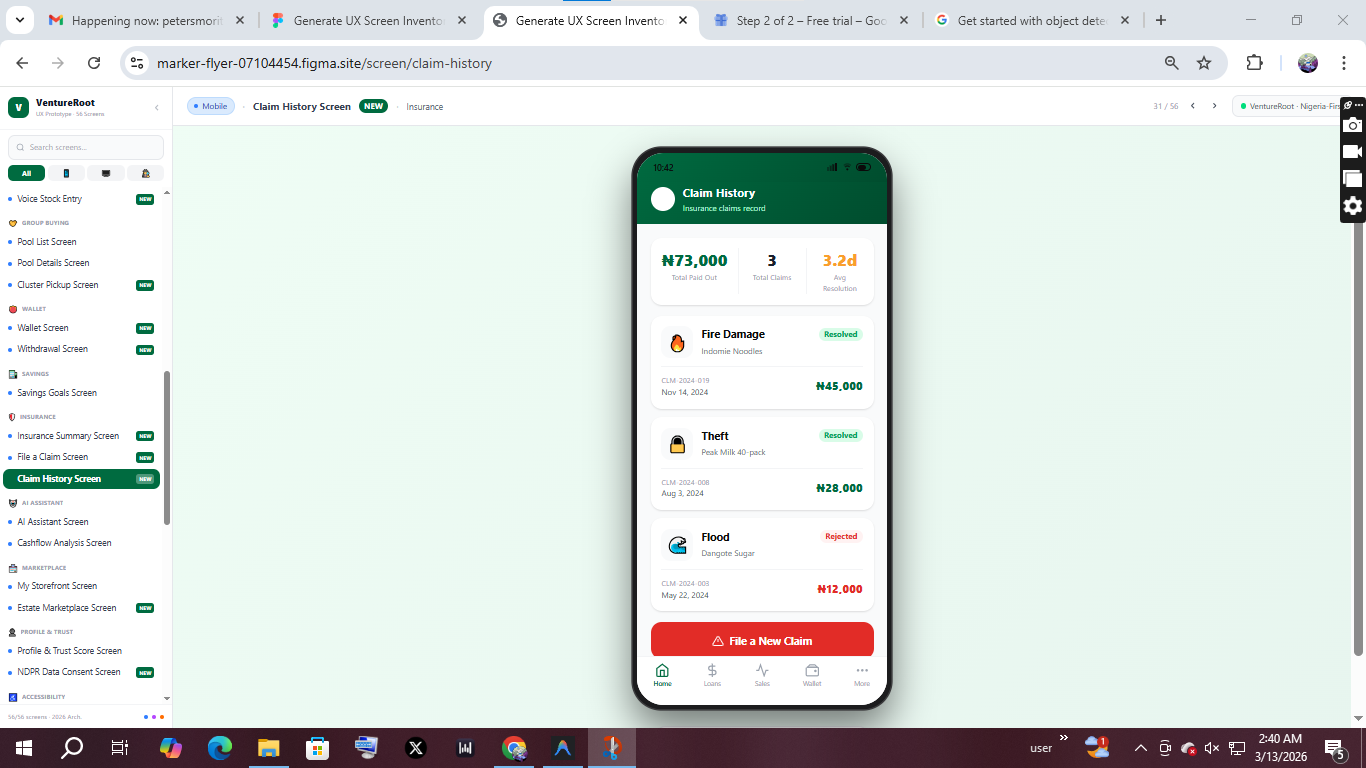 Happening now: petersmorit
Generate UX Screen Invento
Generate UX Screen Invento
Step 2 of 2 – Free trial – Goo
Get started with object dete
marker-flyer-07104454.figma.site/screen/claim-history
V
VentureRoot
UX Prototype · 56 Screens
Search screens...
All
Voice Stock Entry
NEW
GROUP BUYING
Pool List Screen
Pool Details Screen
Cluster Pickup Screen
NEW
WALLET
Wallet Screen
NEW
Withdrawal Screen
NEW
SAVINGS
Savings Goals Screen
INSURANCE
Insurance Summary Screen
NEW
File a Claim Screen
NEW
Claim History Screen
NEW
AI ASSISTANT
AI Assistant Screen
Cashflow Analysis Screen
MARKETPLACE
My Storefront Screen
Estate Marketplace Screen
NEW
PROFILE & TRUST
Profile & Trust Score Screen
NDPR Data Consent Screen
NEW
ACCESSIBILITY
56/56 screens · 2026 Arch.
Mobile · Claim History Screen NEW · Insurance
31 / 56
VentureRoot · Nigeria-Firs
10:42
Claim History
Insurance claims record
₦73,000
Total Paid Out
3
Total Claims
3.2d
Avg
Resolution
Fire Damage
Resolved
Indomie Noodles
CLM-2024-019
Nov 14, 2024
₦45,000
Theft
Resolved
Peak Milk 40-pack
CLM-2024-008
Aug 3, 2024
₦28,000
Flood
Rejected
Dangote Sugar
CLM-2024-003
May 22, 2024
₦12,000
File a New Claim
Home
Loans
Sales
Wallet
More
user
2:40 AM
3/13/2026
5